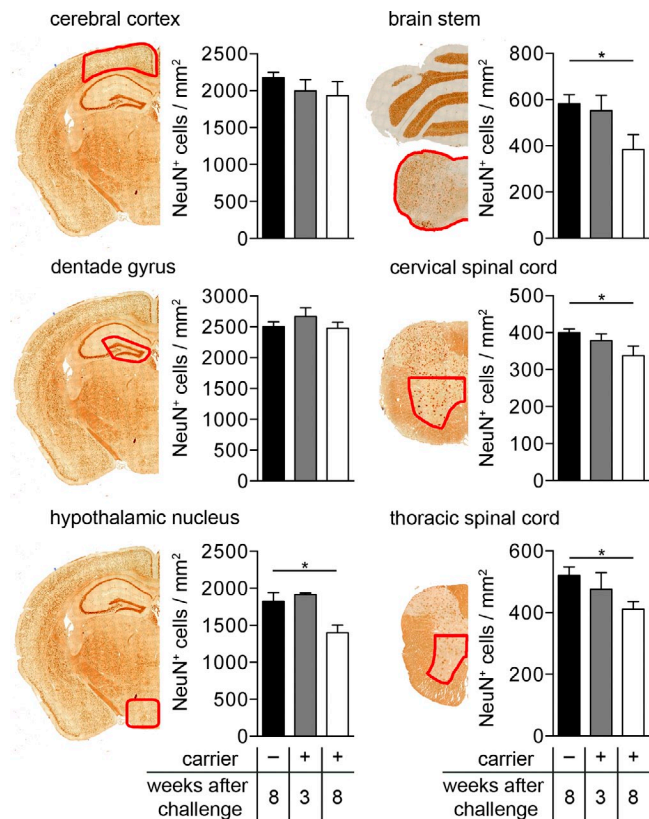 cerebral cortex
NeuN⁺ cells / mm²
2500
2000
1500
1000
500
0
brain stem
NeuN⁺ cells / mm²
800
600
400
200
0
*
dentade gyrus
NeuN⁺ cells / mm²
3000
2500
2000
1500
1000
500
0
cervical spinal cord
NeuN⁺ cells / mm²
400
300
400
100
0
*
hypothalamic nucleus
NeuN⁺ cells / mm²
2500
2000
1500
1000
500
0
*
thoracic spinal cord
NeuN⁺ cells / mm²
600
400
200
0
*
carrier – + +
weeks after challenge 8 3 8
carrier – + +
weeks after challenge 8 3 8